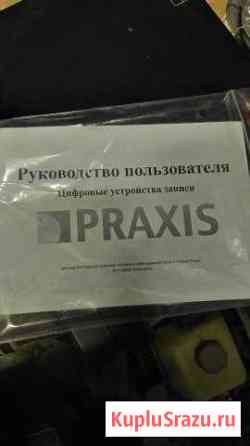 Руководство пользователя
Цифровые устройства записи
PRAXIS
KupluSrazu.ru